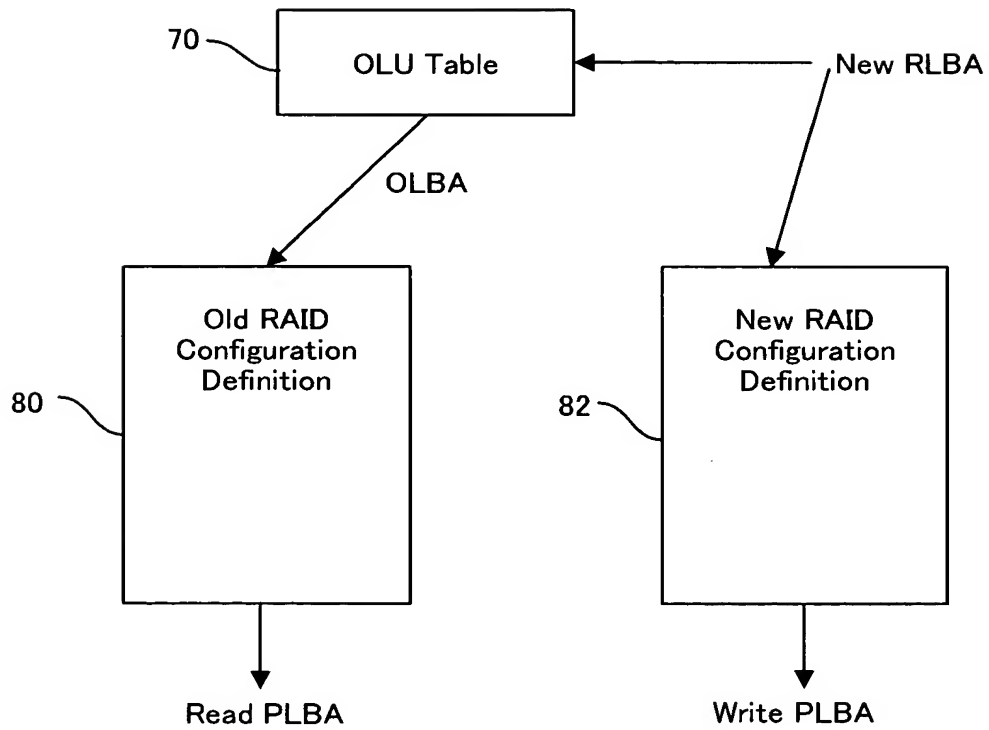 70
OLU Table
New RLBA
OLBA
Old RAID
Configuration
Definition
New RAID
Configuration
Definition
80
82
Read PLBA
Write PLBA